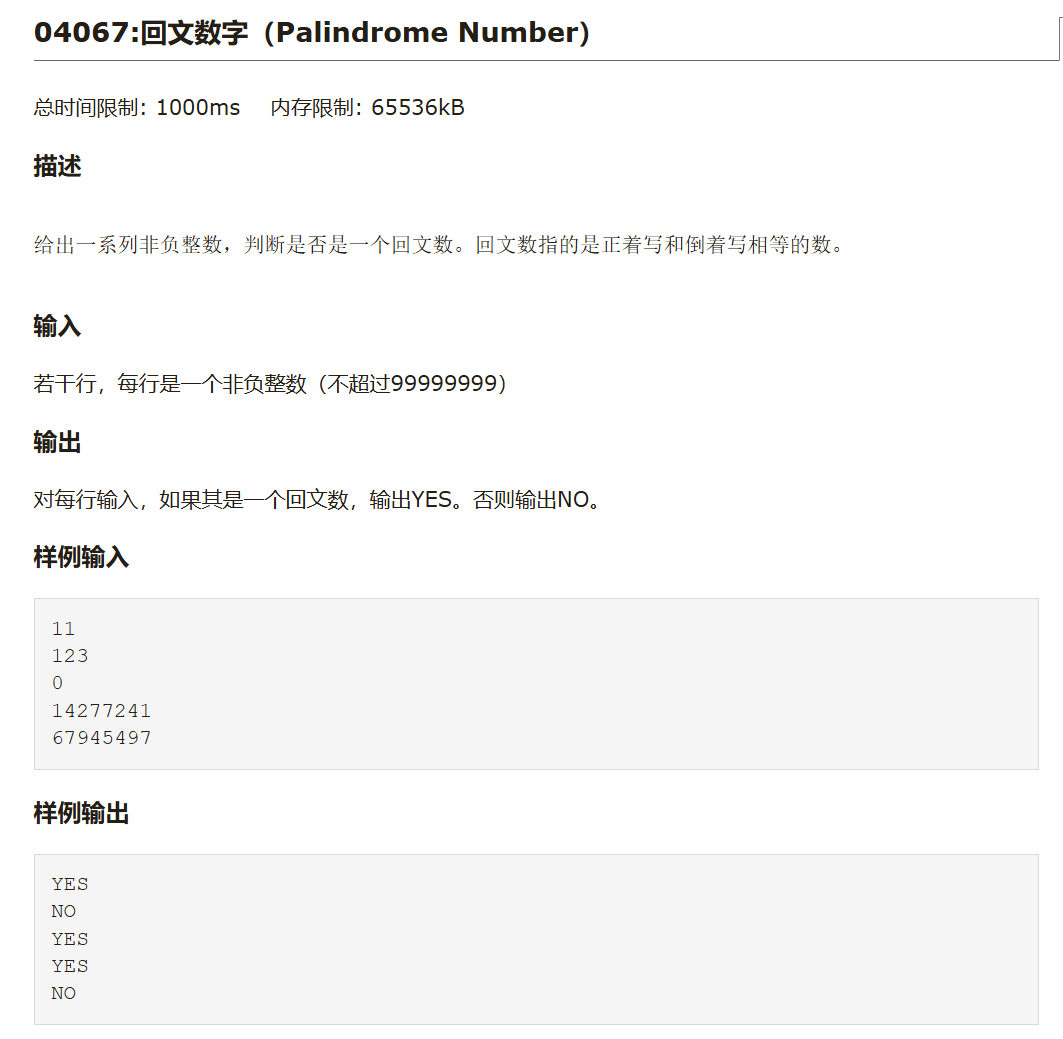 04067:回文数字（Palindrome Number）
总时间限制: 1000ms 内存限制: 65536kB
描述
给出一系列非负整数，判断是否是一个回文数。回文数指的是正着写和倒着写相等的数。
输入
若干行，每行是一个非负整数（不超过99999999）
输出
对每行输入，如果其是一个回文数，输出YES。否则输出NO。
样例输入
11
123
0
14277241
67945497
样例输出
YES
NO
YES
YES
NO